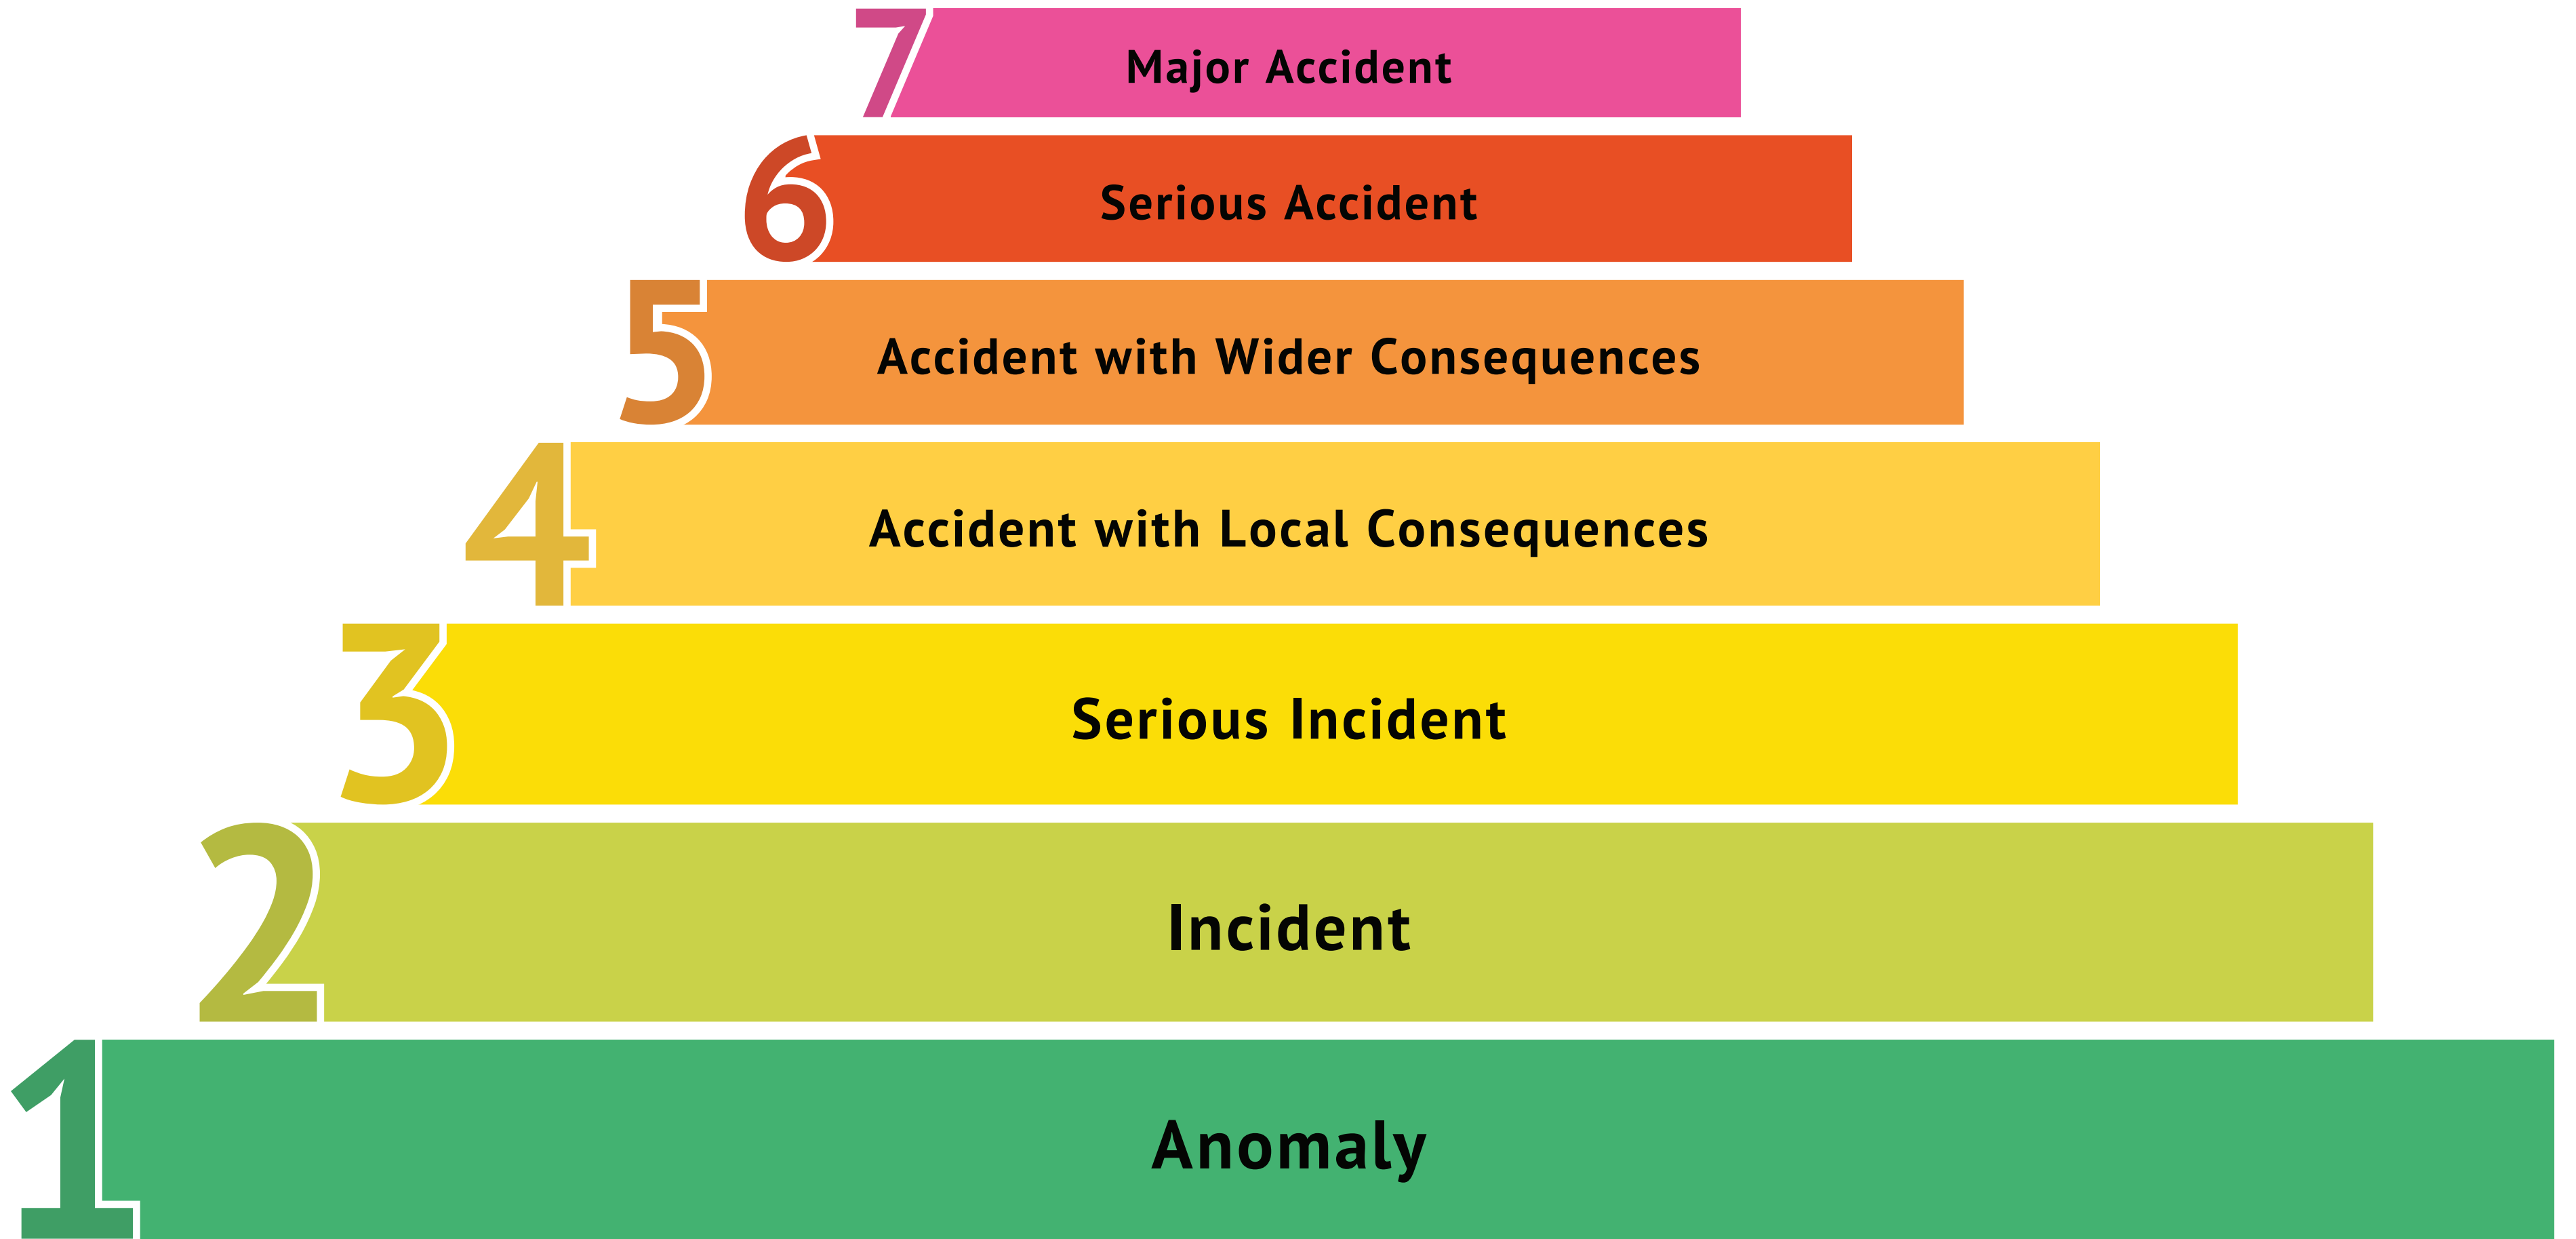 7 Major Accident
6 Serious Accident
5 Accident with Wider Consequences
4 Accident with Local Consequences
3 Serious Incident
2 Incident
1 Anomaly